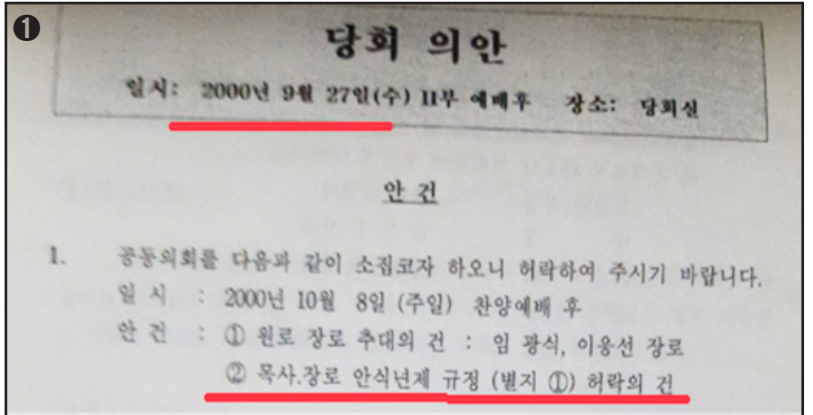 ❶
당회 의안
일시: 2000년 9월 27일(수) II부 예배후 장소: 당회실
안 건
1. 공동의회를 다음과 같이 소집코자 하오니 허락하여 주시기 바랍니다.
일 시 : 2000년 10월 8일 (주일) 찬양예배 후
안 건 : ① 원로 장로 추대의 건 : 임 광식, 이웅선 장로
② 목사.장로 안식년제 규정 (별지 ①) 허락의 건